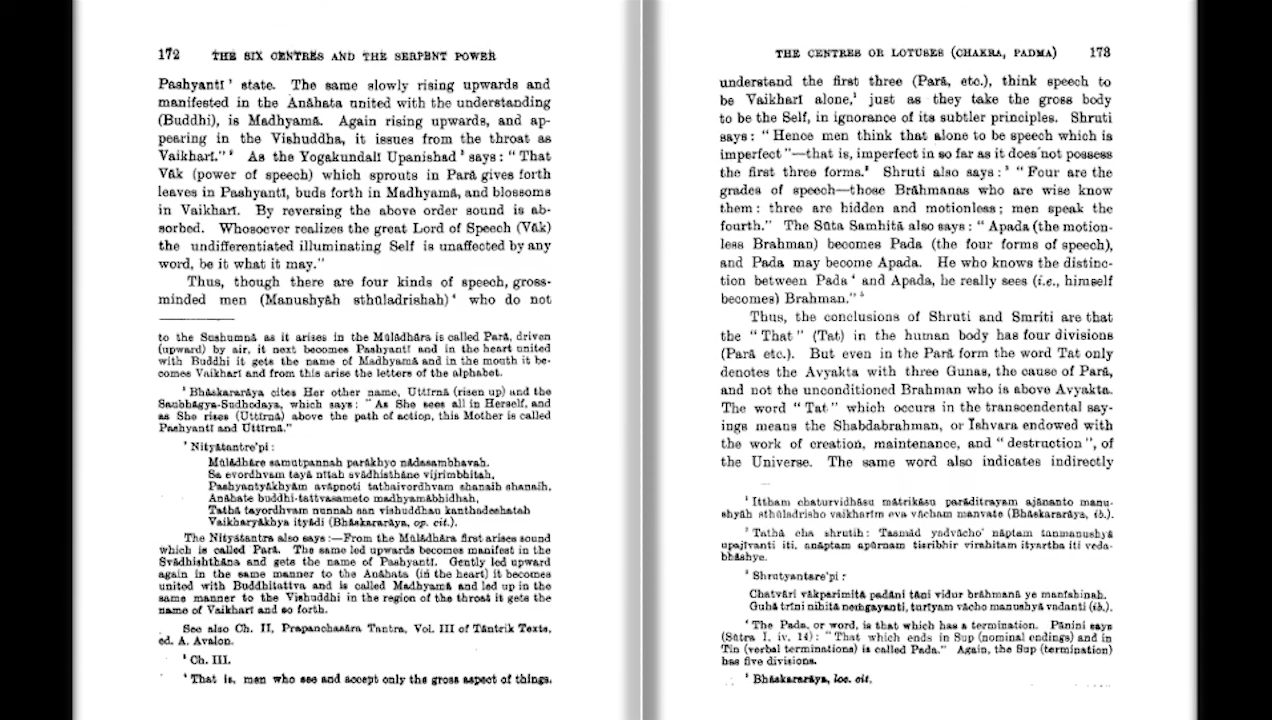 172 THE SIX CENTRES AND THE SERPENT POWER
Pashyantī' state. The same slowly rising upwards and
manifested in the Anāhata united with the understanding
(Buddhi), is Madhyamā. Again rising upwards, and ap-
pearing in the Vishuddha, it issues from the throat as
Vaikharī."² As the Yogakundalī Upanishad³ says: "That
Vāk (power of speech) which sprouts in Parā gives forth
leaves in Pashyantī, buds forth in Madhyamā, and blossoms
in Vaikharī. By reversing the above order sound is ab-
sorbed. Whosoever realizes the great Lord of Speech (Vāk)
the undifferentiated illuminating Self is unaffected by any
word, be it what it may."
Thus, though there are four kinds of speech, gross-
minded men (Manushyāh sthūladrishah)⁴ who do not
to the Sushumnā as it arises in the Mūlādhāra is called Parā, driven
(upward) by air, it next becomes Pashyantī and in the heart united
with Buddhi it gets the name of Madhyamā and in the mouth it be-
comes Vaikharī and from this arise the letters of the alphabet.
¹ Bhāskararāya cites Her other name, Uttīrnā (risen up) and the
Saubhāgya-Sudhodaya, which says: "As She sees all in Herself, and
as She rises (Uttīrnā) above the path of action, this Mother is called
Pashyantī and Uttīrnā."
² Nityātantre'pi:
Mūlādhāre samutpannah parākhyo nādasambhavah.
Sa evordhvam tayā nītah svādhisthāne vijrimbhitah,
Pashyantyākhyām avāpnoti tathaivordhvam shanaih shanaih,
Anāhate buddhi-tattvasameto madhyamābhidhah,
Tathā tayordhvam nunnah san vishuddhau kanthadeshatah
Vaikharyākhya ityādi (Bhāskararāya, op. cit.).
The Nityātantra also says:—From the Mūlādhāra first arises sound
which is called Parā. The same led upwards becomes manifest in the
Svādhishthāna and gets the name of Pashyantī. Gently led upward
again in the same manner to the Anāhata (in the heart) it becomes
united with Buddhitattva and is called Madhyamā and led up in the
same manner to the Vishuddhi in the region of the throat it gets the
name of Vaikharī and so forth.
See also Ch. II, Prapanchasāra Tantra, Vol. III of Tāntrik Texts,
ed. A. Avalon.
³ Ch. III.
⁴ That is, men who see and accept only the gross aspect of things.
THE CENTRES OR LOTUSES (CHAKRA, PADMA) 173
understand the first three (Parā, etc.), think speech to
be Vaikharī alone,¹ just as they take the gross body
to be the Self, in ignorance of its subtler principles. Shruti
says: "Hence men think that alone to be speech which is
imperfect"—that is, imperfect in so far as it does not possess
the first three forms.² Shruti also says:³ "Four are the
grades of speech—those Brāhmanas who are wise know
them: three are hidden and motionless; men speak the
fourth." The Sūta Samhitā also says: "Apada (the motion-
less Brahman) becomes Pada (the four forms of speech),
and Pada may become Apada. He who knows the distinc-
tion between Pada⁴ and Apada, he really sees (i.e., himself
becomes) Brahman."⁵
Thus, the conclusions of Shruti and Smriti are that
the "That" (Tat) in the human body has four divisions
(Parā etc.). But even in the Parā form the word Tat only
denotes the Avyakta with three Gunas, the cause of Parā,
and not the unconditioned Brahman who is above Avyakta.
The word "Tat" which occurs in the transcendental say-
ings means the Shabdabrahman, or Ishvara endowed with
the work of creation, maintenance, and "destruction", of
the Universe. The same word also indicates indirectly
¹ Ittham chaturvidhāsu mātrikāsu parāditrayam ajānanto manu-
shyāh sthūladrisho vaikharīm eva vācham manvate (Bhāskararāya, ib.).
² Tathā cha shrutih: Tasmād yadvācho' nāptam tanmanushyā
upajīvanti iti, anāptam apūrnam tisribhir virahitam ityartha iti veda-
bhāshye.
³ Shrutyantare'pi:
Chatvāri vākparimitā padāni tāni vidur brāhmanā ye manīshinah.
Guhā trīni nihitā nemgayanti, turīyam vācho manushyā vadanti (ib.).
⁴ The Pada, or word, is that which has a termination. Pānini says
(Sūtra I, iv, 14): "That which ends in Sup (nominal endings) and in
Tin (verbal terminations) is called Pada." Again, the Sup (termination)
has five divisions.
⁵ Bhāskararāya, loc. cit.